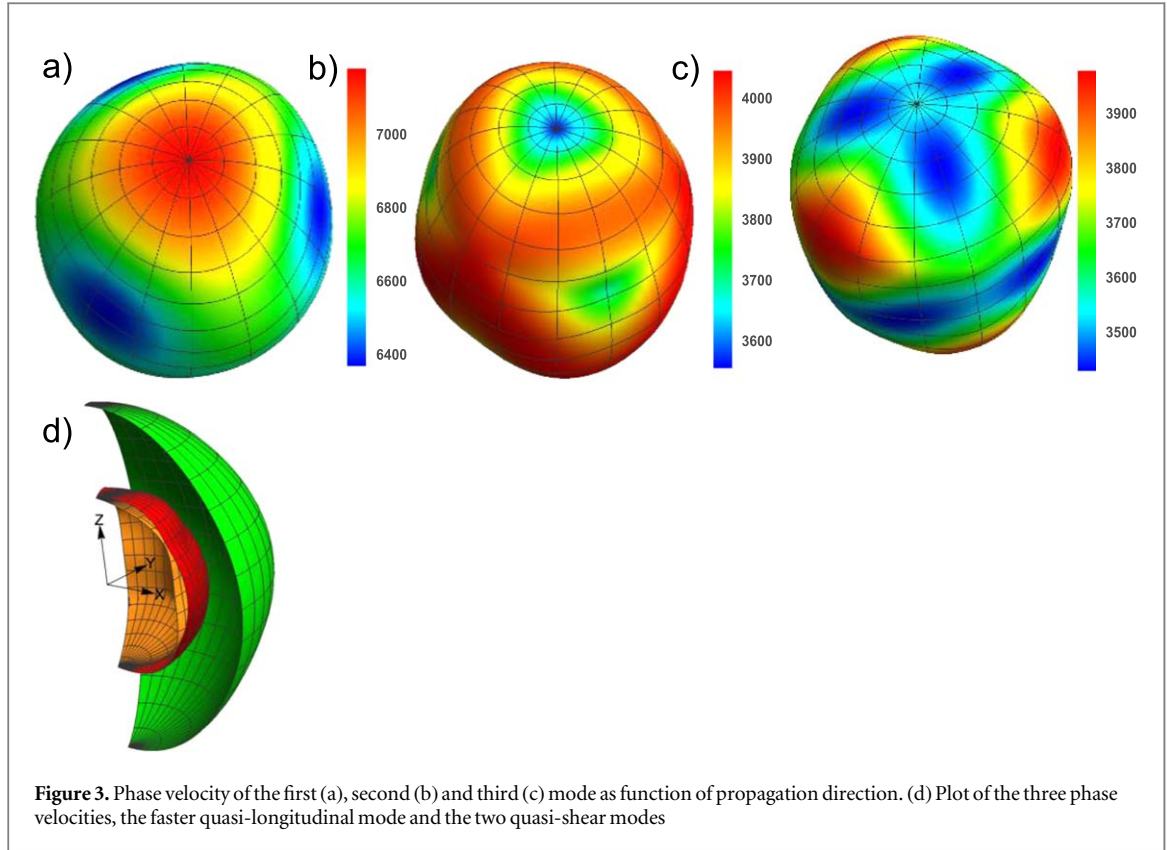 a)
7000
6800
6600
6400
b)
4000
3900
3800
3700
3600
c)
3900
3800
3700
3600
3500
d)
Z
Y
X
Figure 3. Phase velocity of the first (a), second (b) and third (c) mode as function of propagation direction. (d) Plot of the three phase
velocities, the faster quasi-longitudinal mode and the two quasi-shear modes